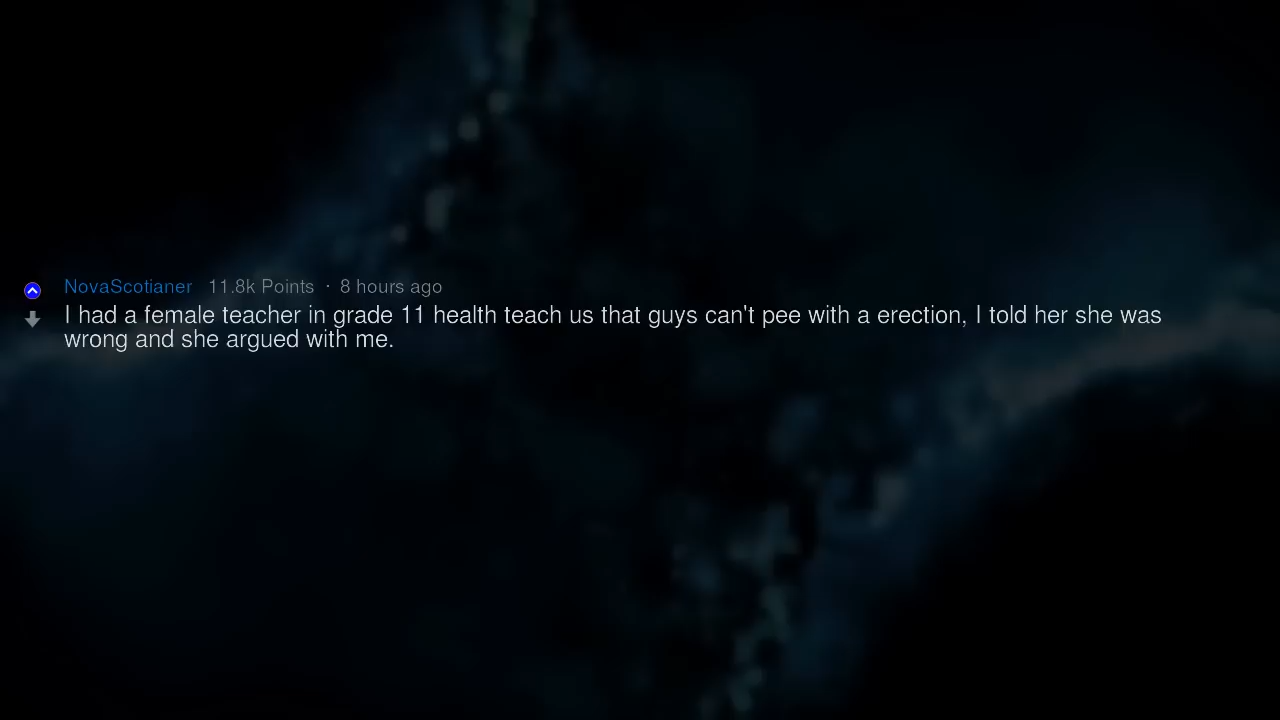 NovaScotianer 11.8k Points · 8 hours ago
I had a female teacher in grade 11 health teach us that guys can't pee with a erection, I told her she was
wrong and she argued with me.